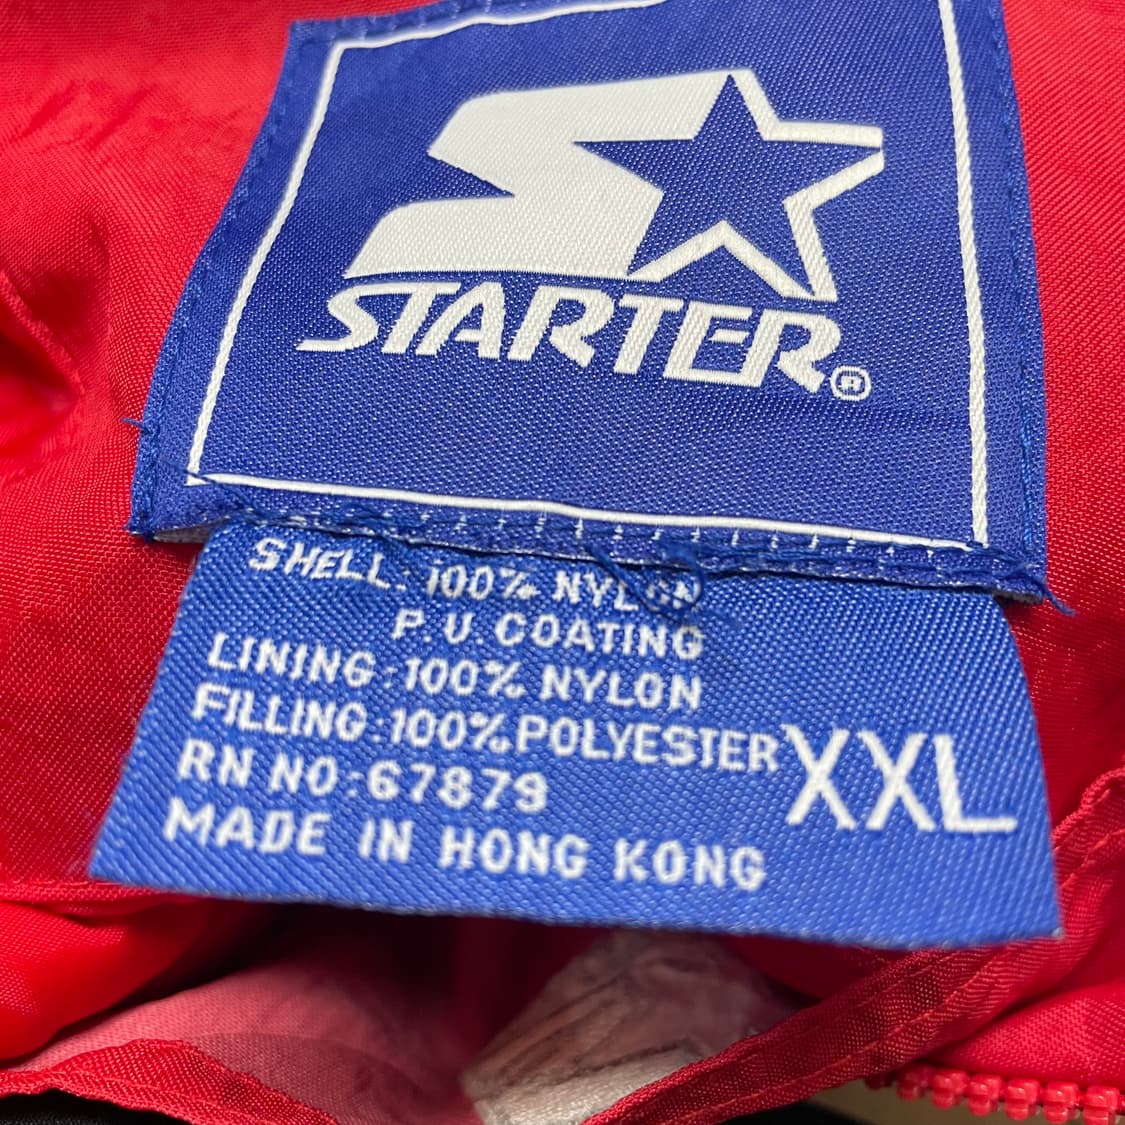 STARTER®
SHELL: 100% NYLON
P.U. COATING
LINING: 100% NYLON
FILLING: 100% POLYESTER
XXL
RN NO: 67879
MADE IN HONG KONG